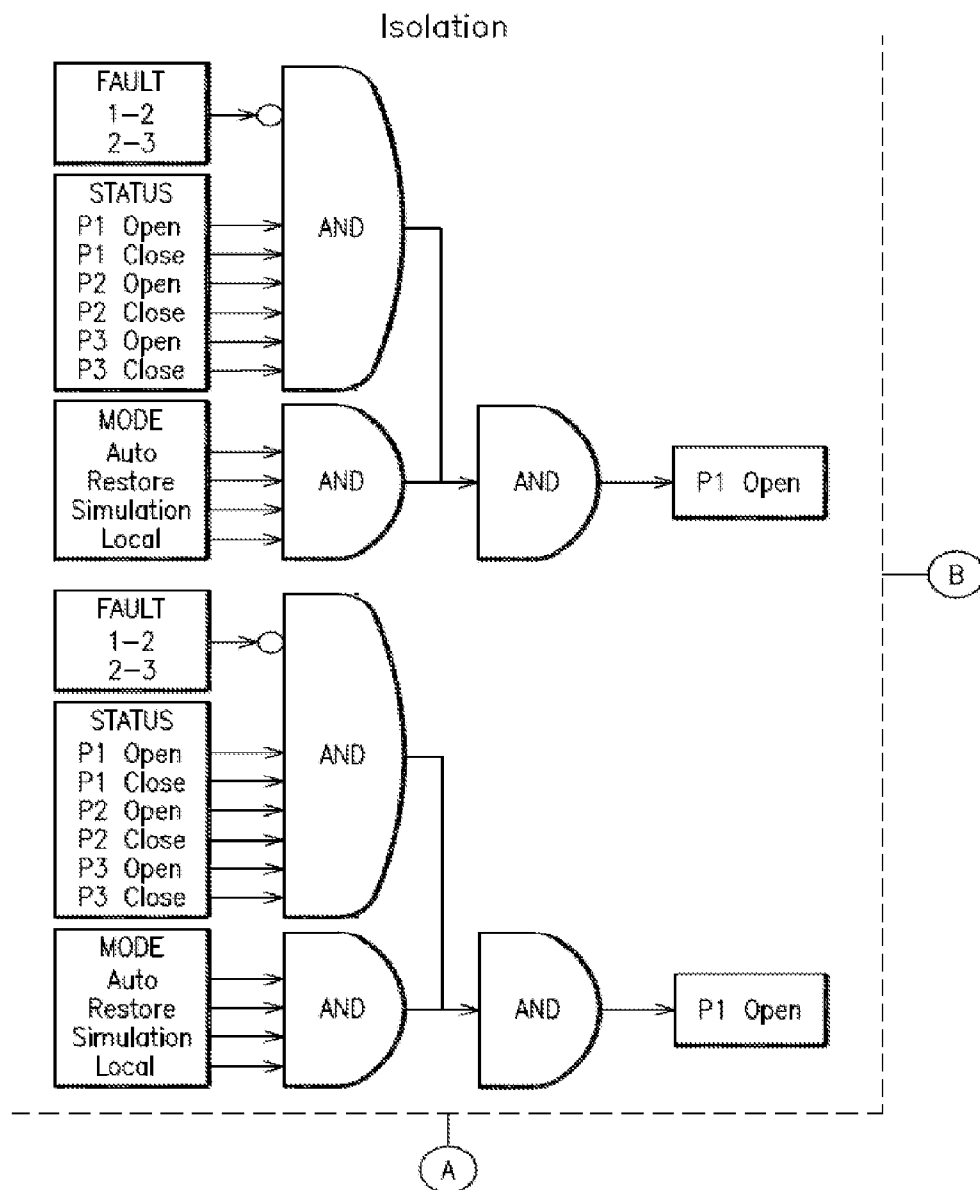 Isolation
FAULT
1-2
2-3
STATUS
P1 Open
P1 Close
P2 Open
P2 Close
P3 Open
P3 Close
AND
MODE
Auto
Restore
Simulation
Local
AND
AND
P1 Open
B
FAULT
1-2
2-3
STATUS
P1 Open
P1 Close
P2 Open
P2 Close
P3 Open
P3 Close
AND
MODE
Auto
Restore
Simulation
Local
AND
AND
P1 Open
A